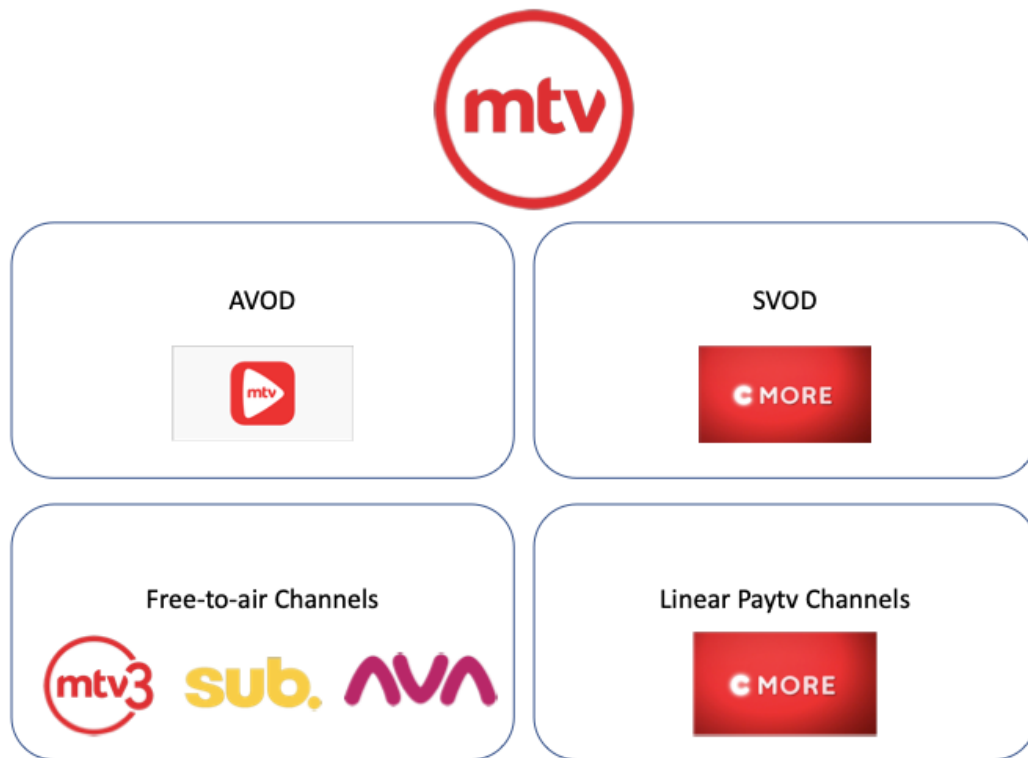 mtv
AVOD
mtv
SVOD
C MORE
Free-to-air Channels
mtv3 sub. AVA
Linear Paytv Channels
C MORE